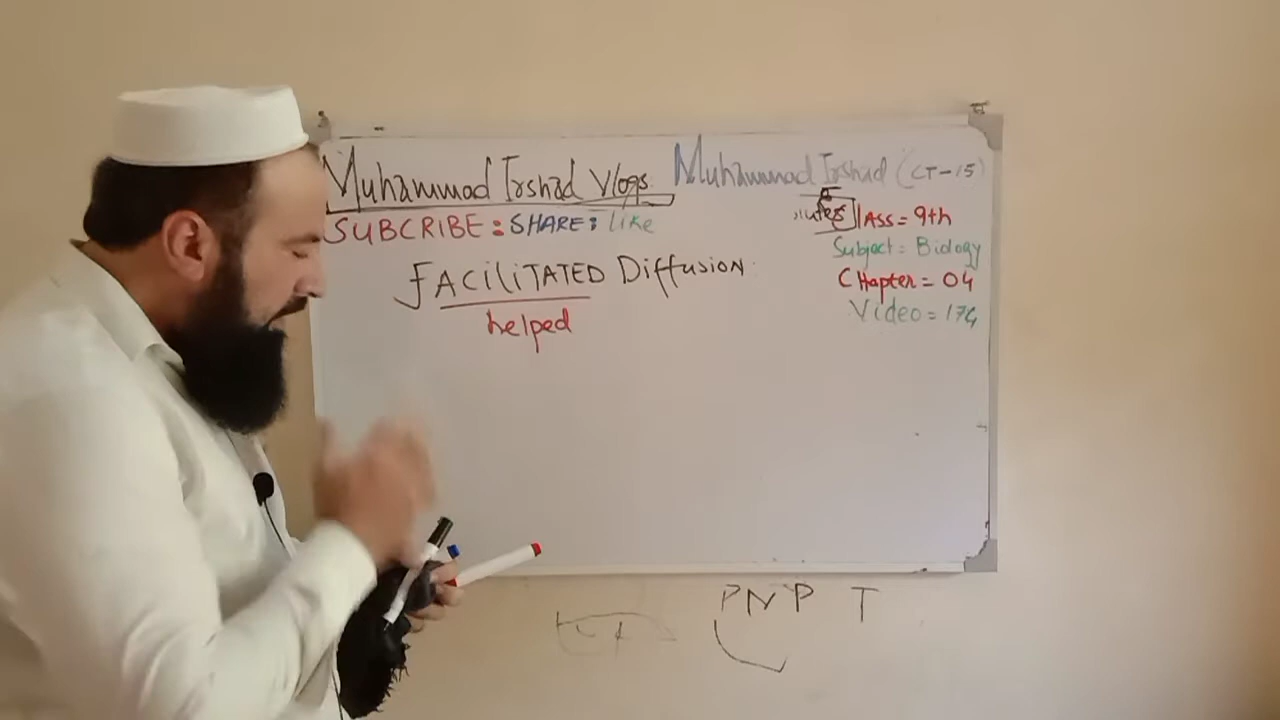 Muhammad Irshad Vlogs
Muhammad Irshad (CT-15)
SUBCRIBE : SHARE : like
Class = 9th
Subject = Biology
FACiliTATED Diffusion
CHapter = 04
helped
Video = 174
PNP T